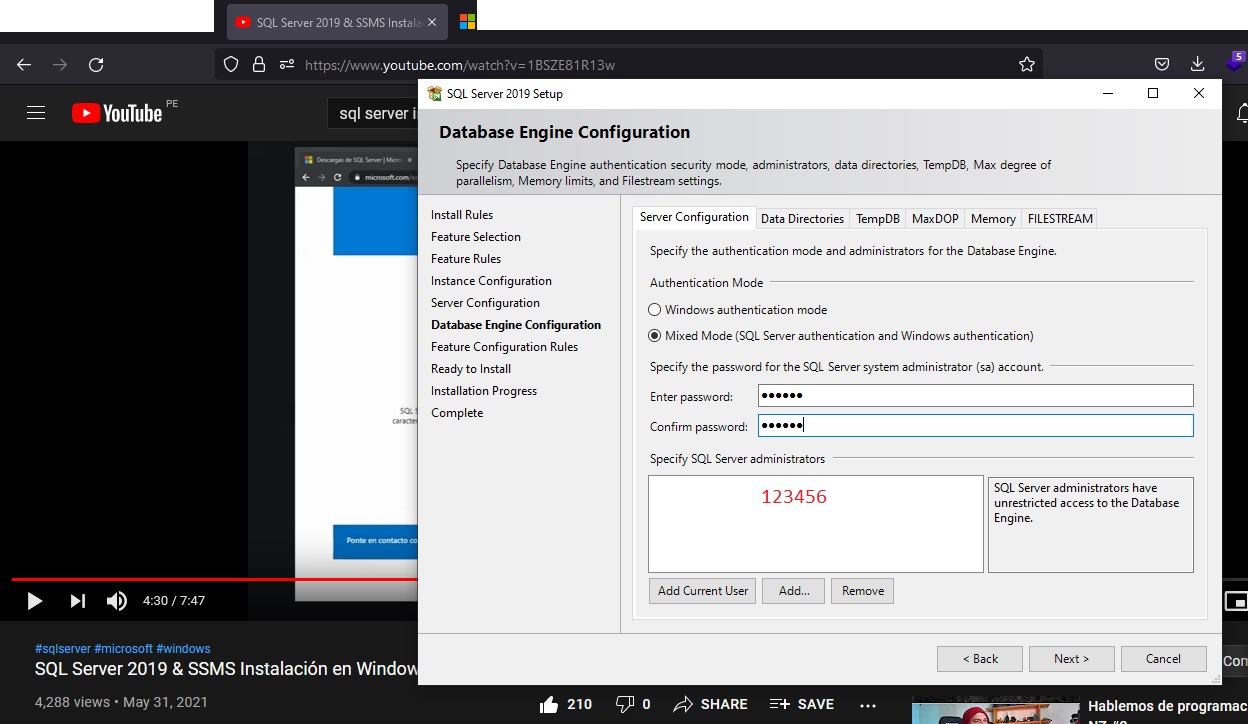 SQL Server 2019 & SSMS Instala
https://www.youtube.com/watch?v=1BSZE81R13w
5
YouTube PE
sql server i
Descargas de SQL Server | Micro
microsoft.com/es
SQL S
caracter
Ponte en contacto co
SQL Server 2019 Setup
Database Engine Configuration
Specify Database Engine authentication security mode, administrators, data directories, TempDB, Max degree of
parallelism, Memory limits, and Filestream settings.
Install Rules
Feature Selection
Feature Rules
Instance Configuration
Server Configuration
Database Engine Configuration
Feature Configuration Rules
Ready to Install
Installation Progress
Complete
Server Configuration Data Directories TempDB MaxDOP Memory FILESTREAM
Specify the authentication mode and administrators for the Database Engine.
Authentication Mode
Windows authentication mode
Mixed Mode (SQL Server authentication and Windows authentication)
Specify the password for the SQL Server system administrator (sa) account.
Enter password: ●●●●●●
Confirm password: ●●●●●●
Specify SQL Server administrators
123456
SQL Server administrators have
unrestricted access to the Database
Engine.
Add Current User Add... Remove
< Back Next > Cancel
4:30 / 7:47
#sqlserver #microsoft #windows
SQL Server 2019 & SSMS Instalación en Window
4,288 views • May 31, 2021
210 0 SHARE SAVE
Com
Hablemos de programac